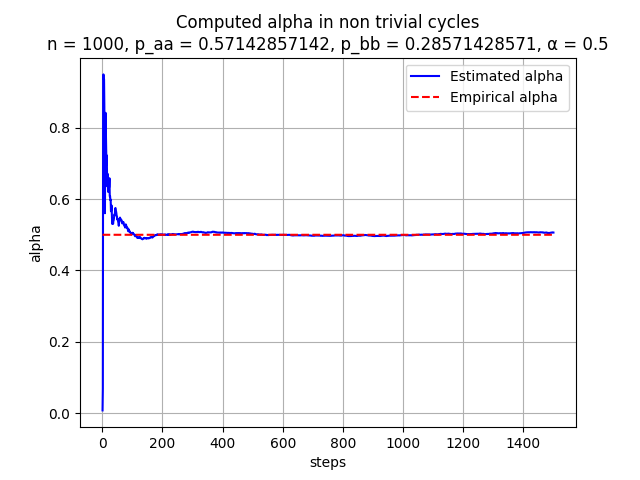 Computed alpha in non trivial cycles
n = 1000, p_aa = 0.57142857142, p_bb = 0.28571428571, α = 0.5
Estimated alpha
Empirical alpha
0.8
0.6
0.4
0.2
0.0
alpha
0 200 400 600 800 1000 1200 1400
steps